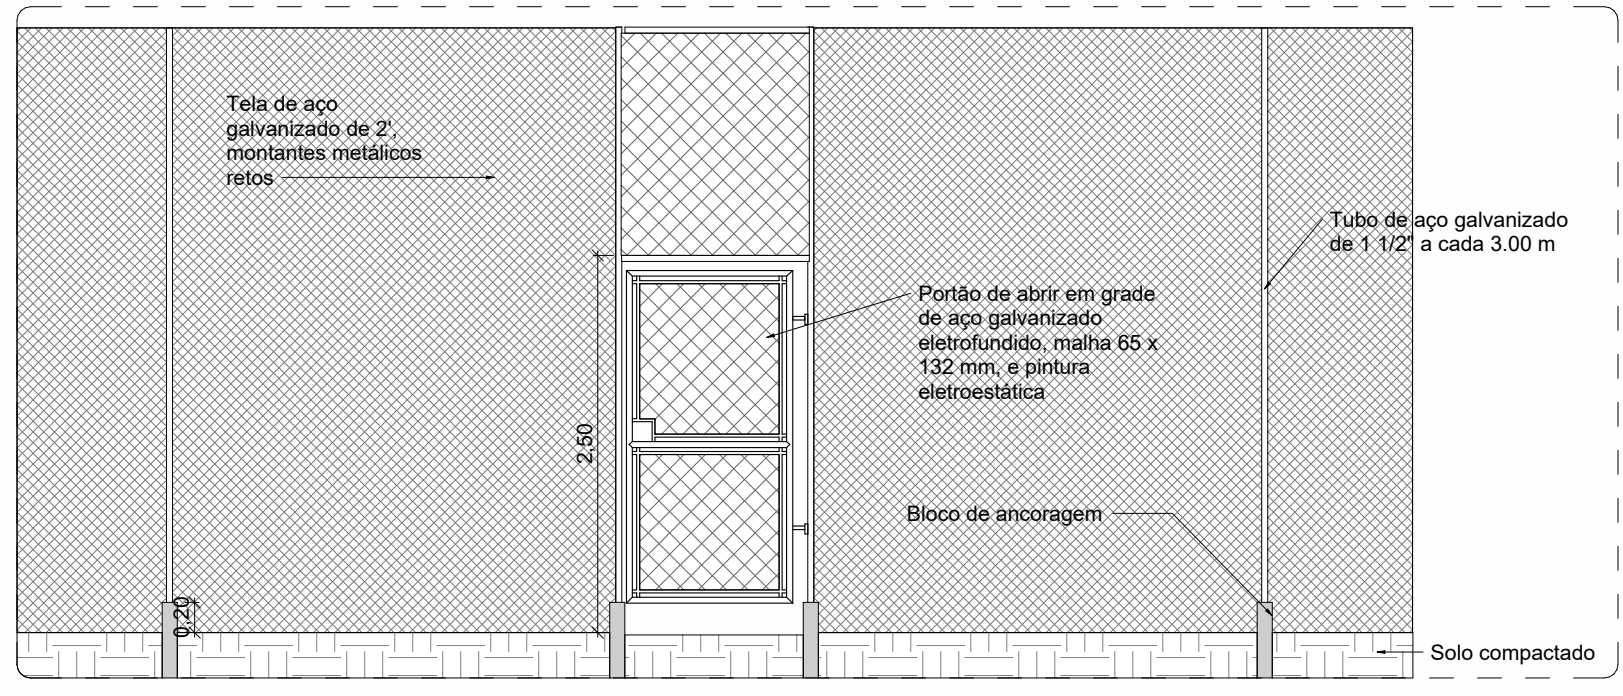 Tela de aço
galvanizado de 2',
montantes metálicos
retos
Tubo de aço galvanizado
de 1 1/2" a cada 3.00 m
Portão de abrir em grade
de aço galvanizado
eletrofundido, malha 65 x
132 mm, e pintura
eletroestática
2,50
Bloco de ancoragem
0,20
Solo compactado